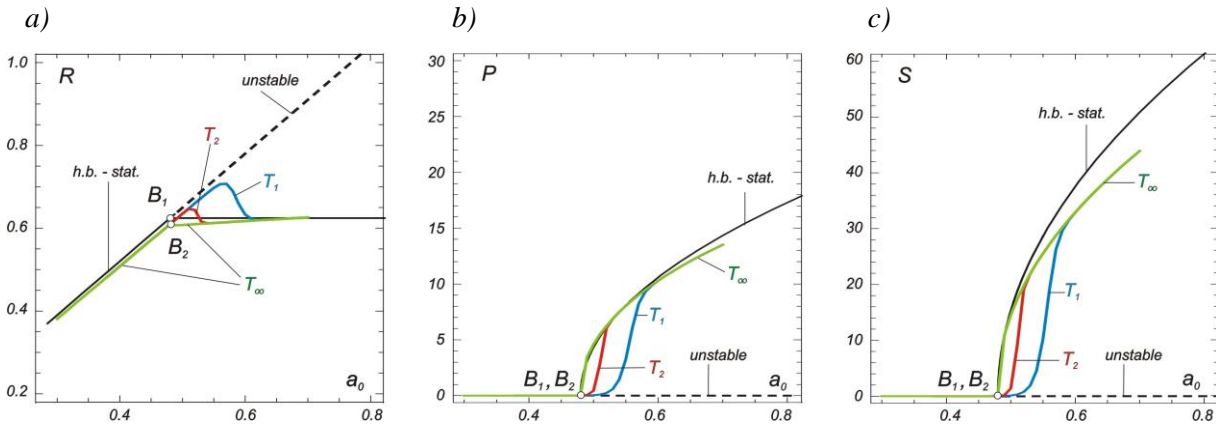 a)
1.0
0.8
0.6
0.4
0.2
0.4
0.6
0.8
R
a₀
unstable
h.b. - stat.
T₂
T₁
B₁
B₂
T∞
b)
30
25
20
15
10
5
0
0.4
0.6
0.8
P
a₀
h.b. - stat.
T∞
T₁
T₂
unstable
B₁, B₂
c)
60
50
40
30
20
10
0
0.4
0.6
0.8
S
a₀
h.b. - stat.
T∞
T₁
T₂
unstable
B₁, B₂